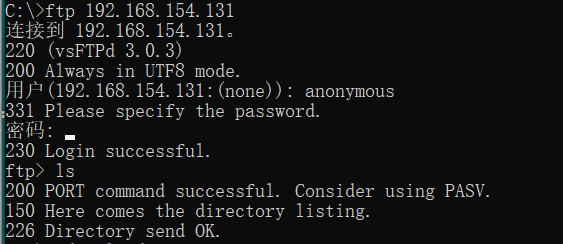 C:\>ftp 192.168.154.131
连接到 192.168.154.131。
220 (vsFTPd 3.0.3)
200 Always in UTF8 mode.
用户(192.168.154.131:(none)): anonymous
331 Please specify the password.
密码:
230 Login successful.
ftp> ls
200 PORT command successful. Consider using PASV.
150 Here comes the directory listing.
226 Directory send OK.